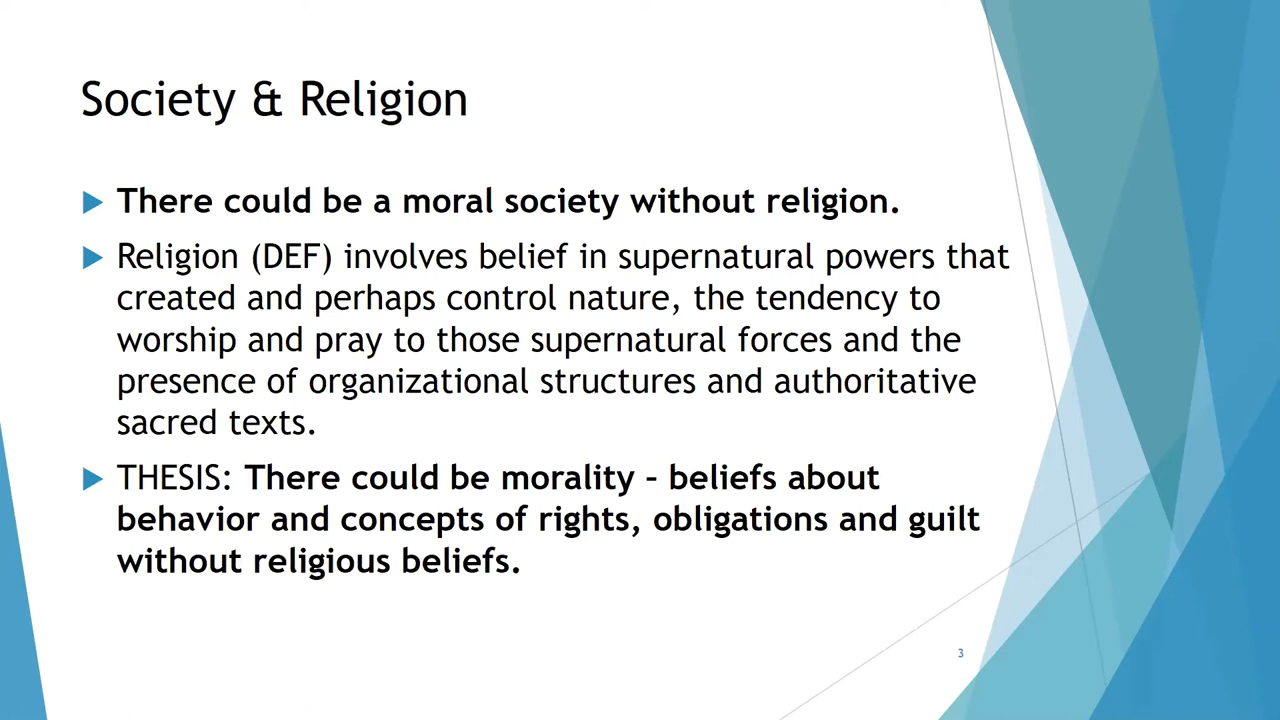 Society & Religion
There could be a moral society without religion.
Religion (DEF) involves belief in supernatural powers that
created and perhaps control nature, the tendency to
worship and pray to those supernatural forces and the
presence of organizational structures and authoritative
sacred texts.
THESIS: There could be morality – beliefs about
behavior and concepts of rights, obligations and guilt
without religious beliefs.
3